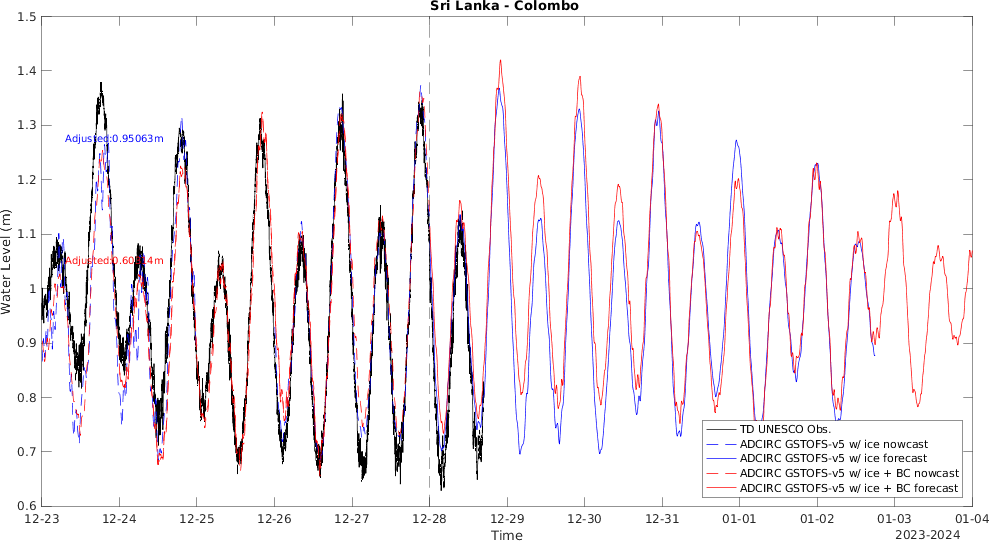 Sri Lanka - Colombo
1.5
1.4
1.3
1.2
1.1
1
0.9
0.8
0.7
0.6
Water Level (m)
Adjusted:0.95063m
TD UNESCO Obs.
ADCIRC GSTOFS-v5 w/ ice nowcast
ADCIRC GSTOFS-v5 w/ ice forecast
ADCIRC GSTOFS-v5 w/ ice + BC nowcast
ADCIRC GSTOFS-v5 w/ ice + BC forecast
12-23 12-24 12-25 12-26 12-27 12-28 12-29 12-30 12-31 01-01 01-02 01-03 01-04
Time
2023-2024